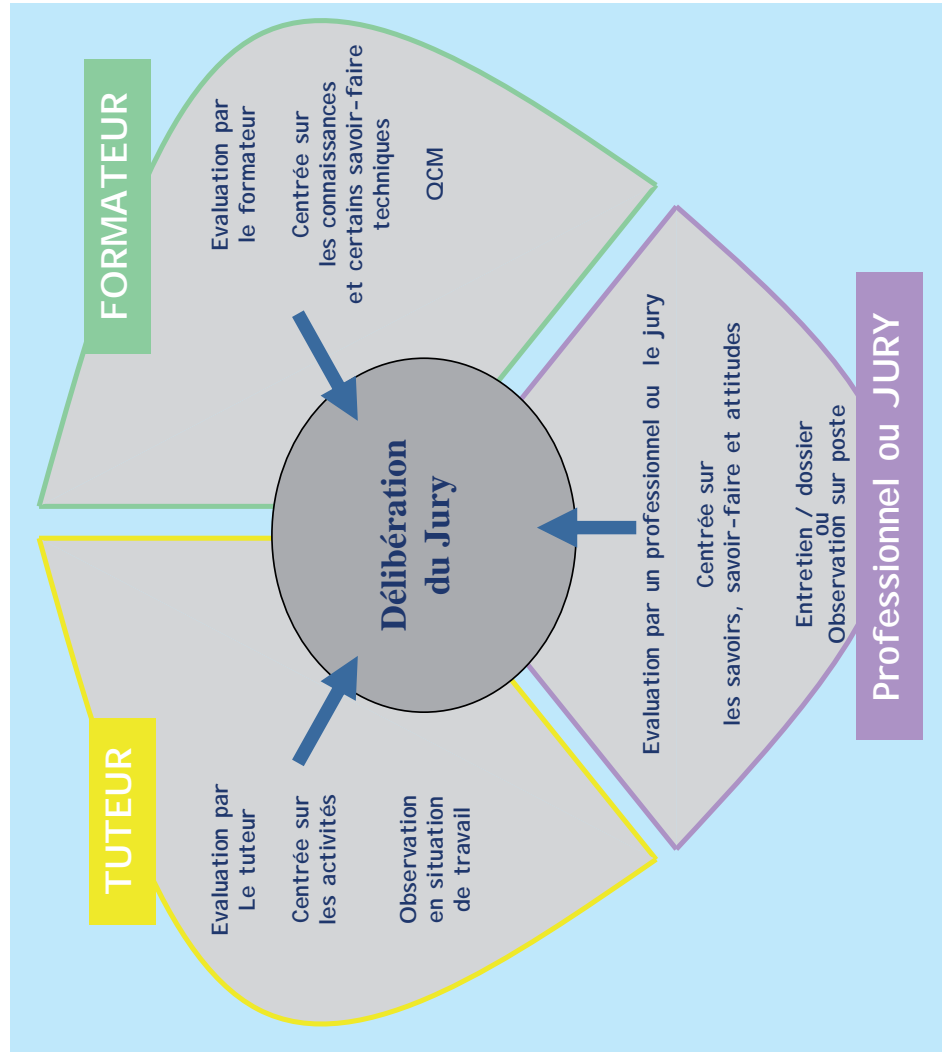 TUTEUR
Evaluation par
Le tuteur
Centrée sur
les activités
Observation
en situation
de travail
FORMATEUR
Evaluation par
le formateur
Centrée sur
les connaissances
et certains savoir-faire
techniques
QCM
Délibération
du Jury
Evaluation par un professionnel ou le jury
Centrée sur
les savoirs, savoir-faire et attitudes
Entretien / dossier
ou
Observation sur poste
Professionnel ou JURY